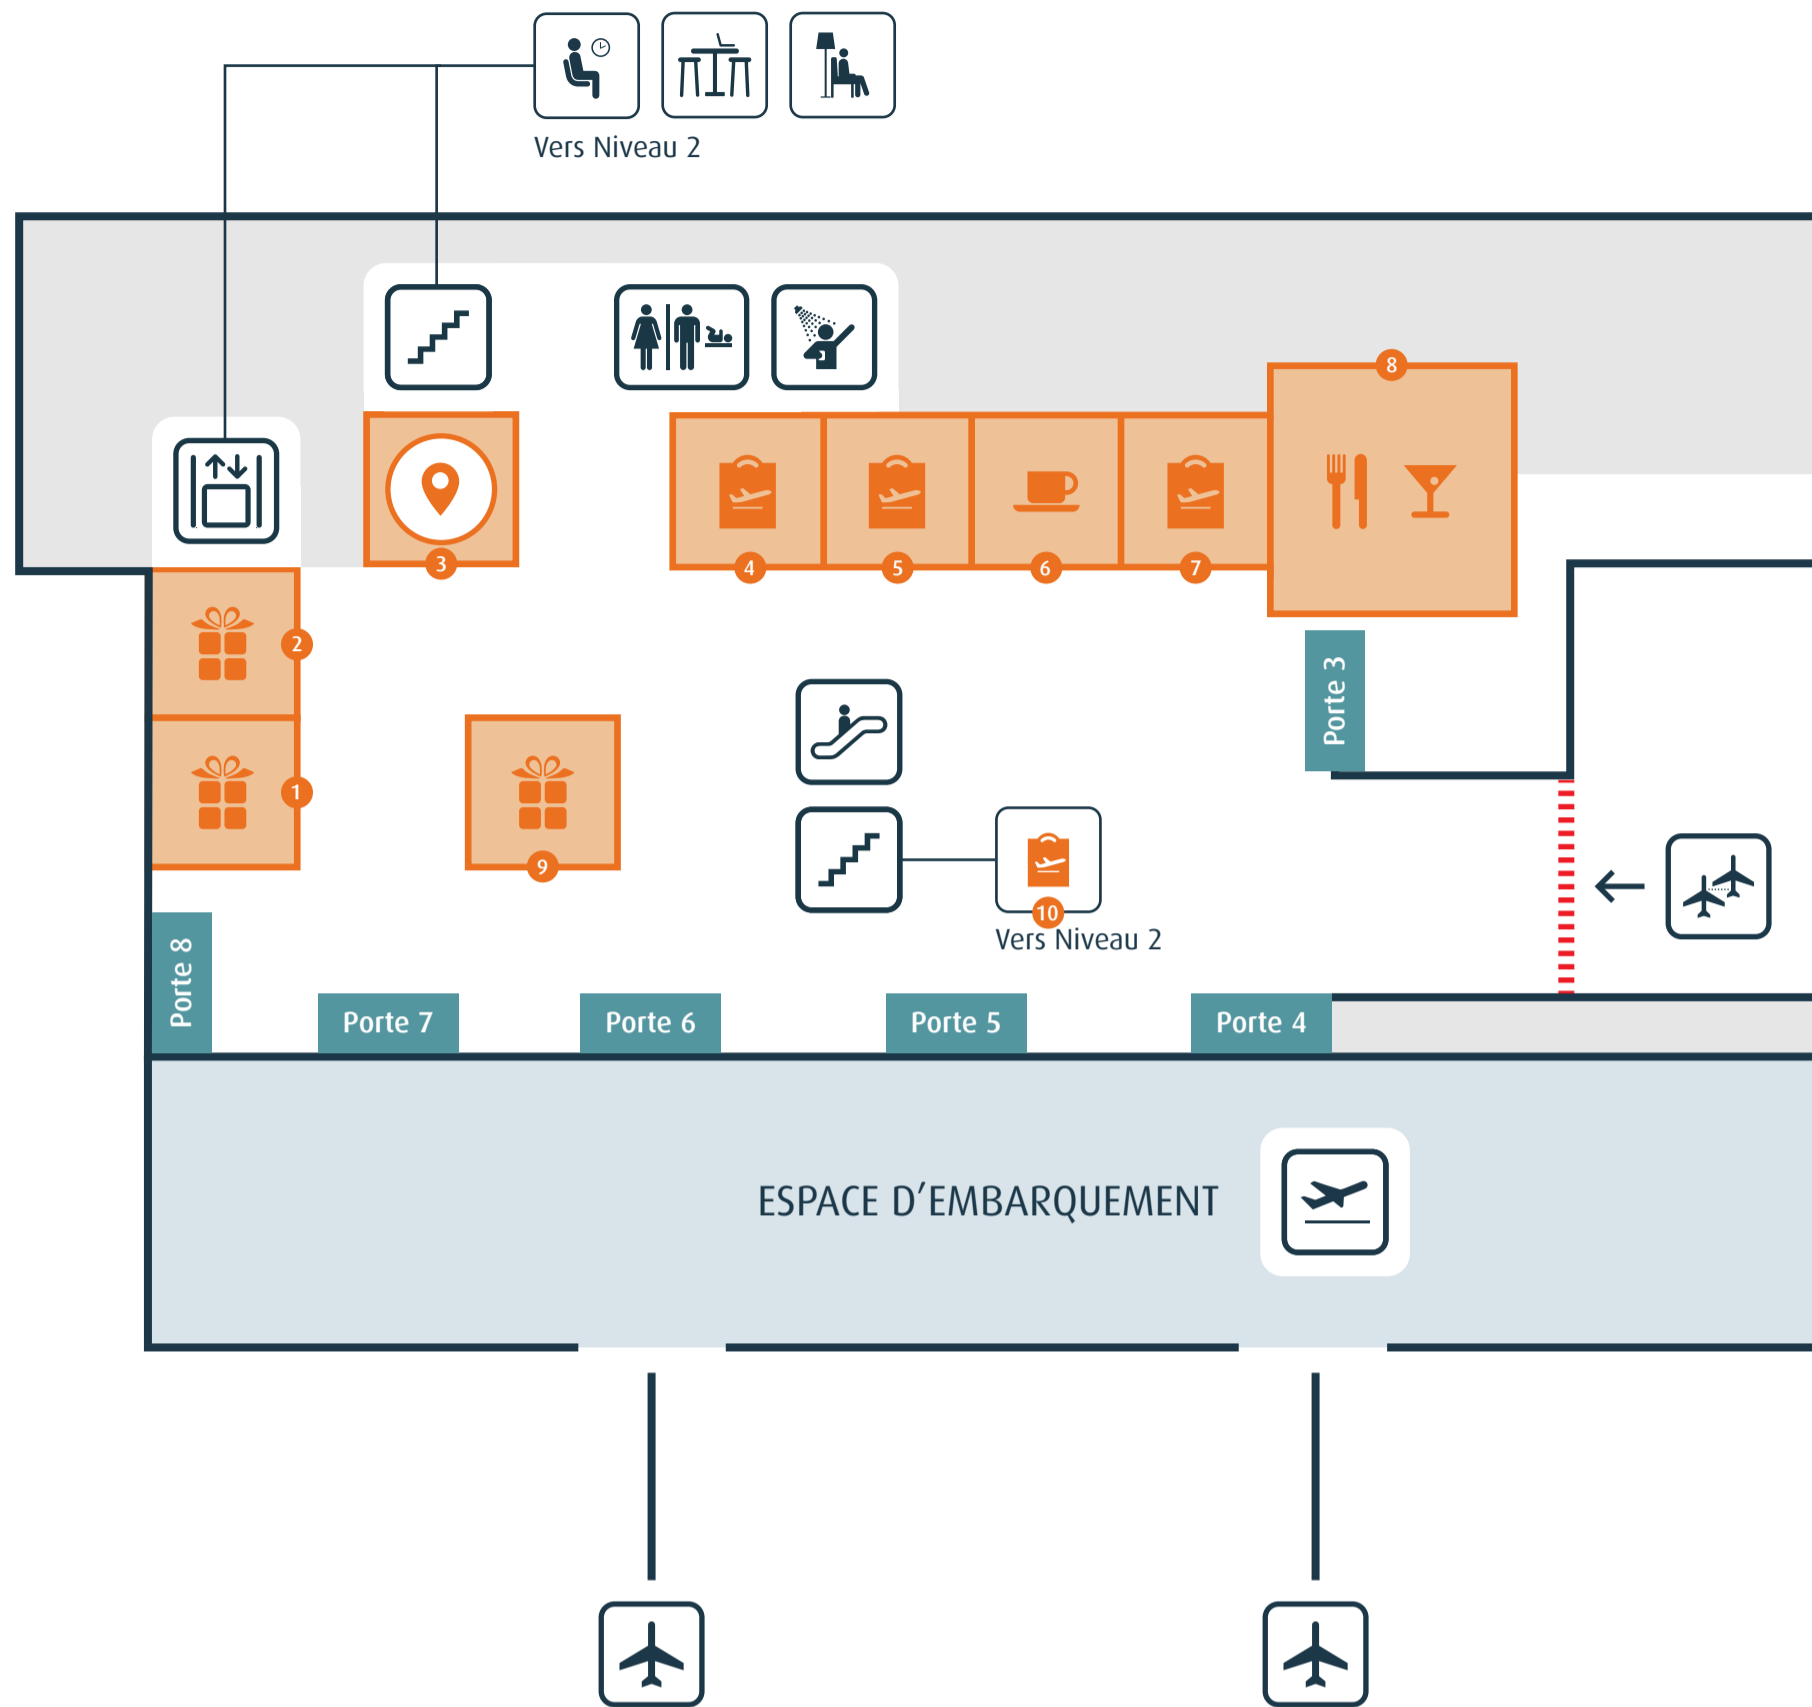 Vers Niveau 2
8
3
4
5
6
7
2
Porte 3
1
9
10
Vers Niveau 2
Porte 8
Porte 7
Porte 6
Porte 5
Porte 4
ESPACE D’EMBARQUEMENT